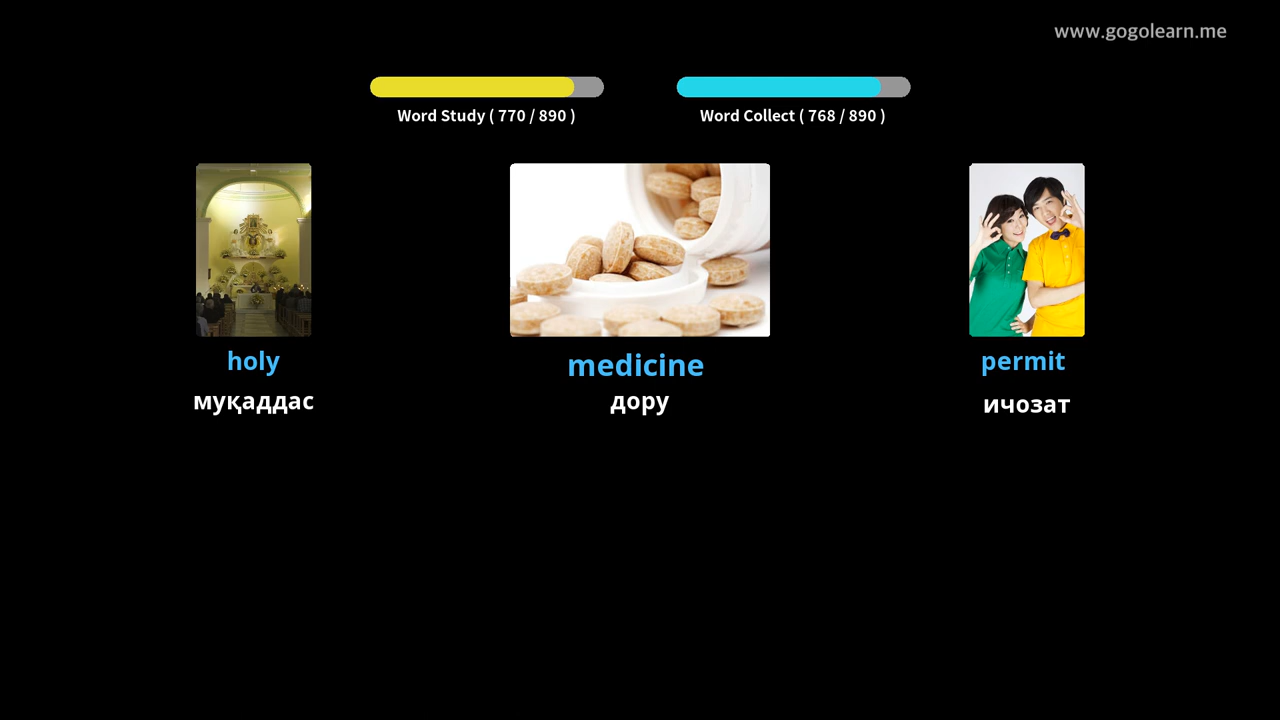 www.gogolearn.me
Word Study ( 770 / 890 )
Word Collect ( 768 / 890 )
holy
муқаддас
medicine
дору
permit
ичозат